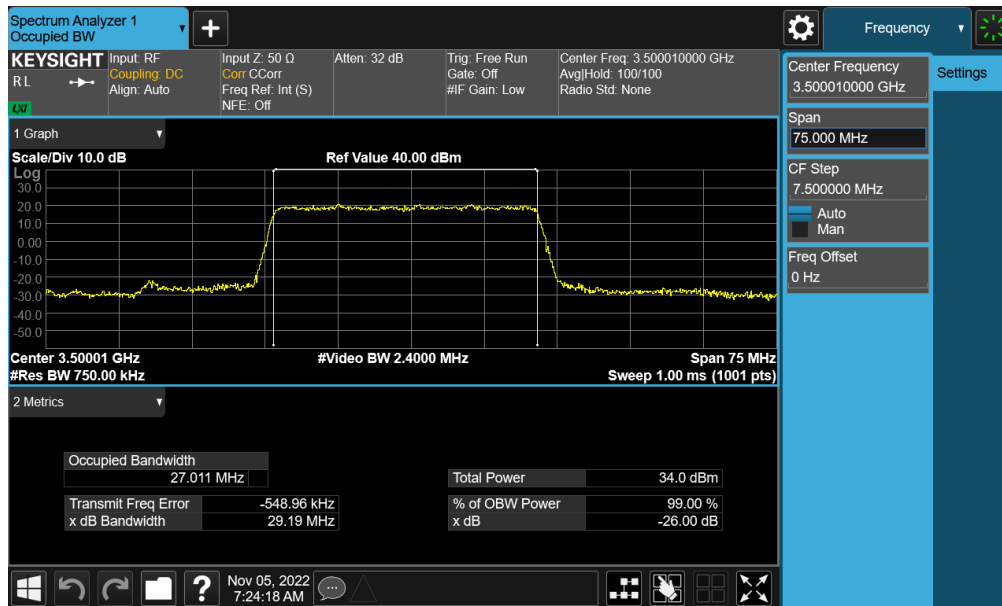 Spectrum Analyzer 1
Occupied BW
+
Frequency
KEYSIGHT
R L
LXI
Input: RF
Coupling: DC
Align: Auto
Input Z: 50 Ω
Corr CCorr
Freq Ref: Int (S)
NFE: Off
Atten: 32 dB
Trig: Free Run
Gate: Off
#IF Gain: Low
Center Freq: 3.500010000 GHz
Avg|Hold: 100/100
Radio Std: None
Center Frequency
3.500010000 GHz
Settings
Span
75.000 MHz
CF Step
7.500000 MHz
Auto
Man
Freq Offset
0 Hz
1 Graph
Scale/Div 10.0 dB
Ref Value 40.00 dBm
Log
30.0
20.0
10.0
0.00
-10.0
-20.0
-30.0
-40.0
-50.0
Center 3.50001 GHz
#Video BW 2.4000 MHz
Span 75 MHz
#Res BW 750.00 kHz
Sweep 1.00 ms (1001 pts)
2 Metrics
Occupied Bandwidth
27.011 MHz
Total Power 34.0 dBm
Transmit Freq Error -548.96 kHz
% of OBW Power 99.00 %
x dB Bandwidth 29.19 MHz
x dB -26.00 dB
?
Nov 05, 2022
7:24:18 AM